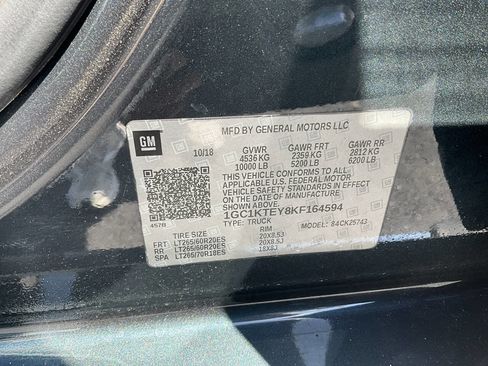 MFD BY GENERAL MOTORS LLC
GM
10/18 GVWR GAWR FRT GAWR RR
4536 KG 2359 KG 2812 KG
10000 LB 5200 LB 6200 LB
THIS VEHICLE CONFORMS TO ALL APPLICABLE
U.S. FEDERAL MOTOR
VEHICLE SAFETY STANDARDS IN
EFFECT ON THE DATE OF
MANUFACTURE SHOWN ABOVE.
1GC1KTEY8KF164594
TYPE: TRUCK
457B MODEL: 84CK25743
TIRE SIZE RIM
FRT LT265/60R20ES 20X8.5J
RR LT265/60R20ES 20X8.5J
SPA LT265/70R18ES 18X8J